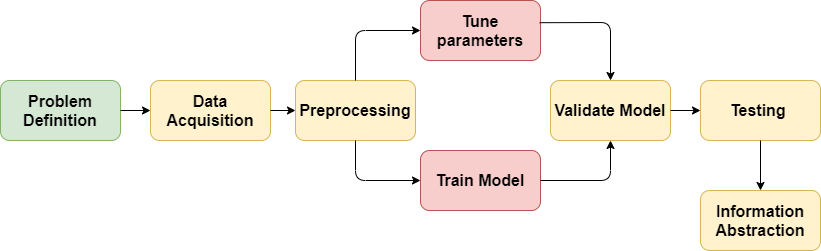 Tune
parameters
Problem
Definition
Data
Acquisition
Preprocessing
Validate Model
Testing
Train Model
Information
Abstraction